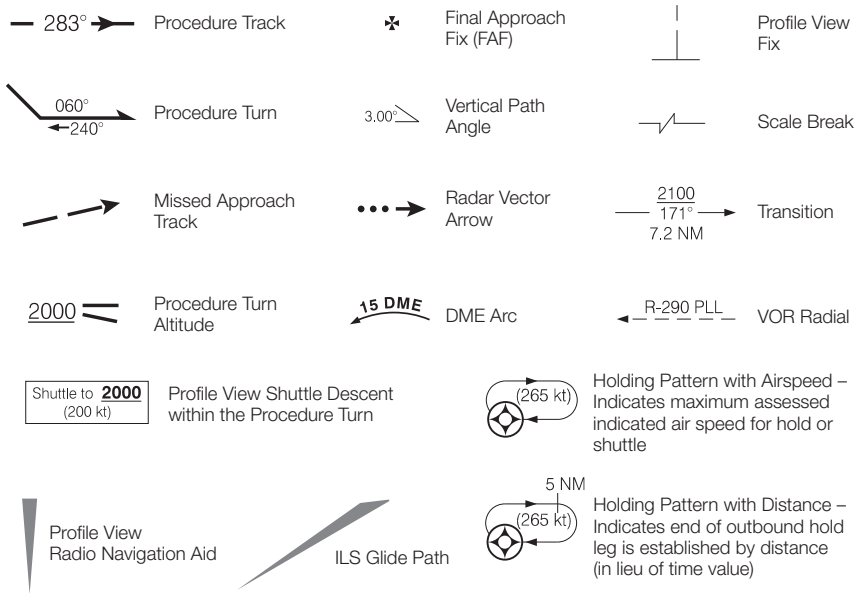 283°
Procedure Track
Final Approach
Fix (FAF)
Profile View
Fix
060°
240°
Procedure Turn
3.00°
Vertical Path
Angle
Scale Break
Missed Approach
Track
Radar Vector
Arrow
2100
171°
7.2 NM
Transition
2000
Procedure Turn
Altitude
15 DME
DME Arc
R-290 PLL
VOR Radial
Shuttle to 2000
(200 kt)
Profile View Shuttle Descent
within the Procedure Turn
(265 kt)
Holding Pattern with Airspeed –
Indicates maximum assessed
indicated air speed for hold or
shuttle
Profile View
Radio Navigation Aid
ILS Glide Path
5 NM
(265 kt)
Holding Pattern with Distance –
Indicates end of outbound hold
leg is established by distance
(in lieu of time value)